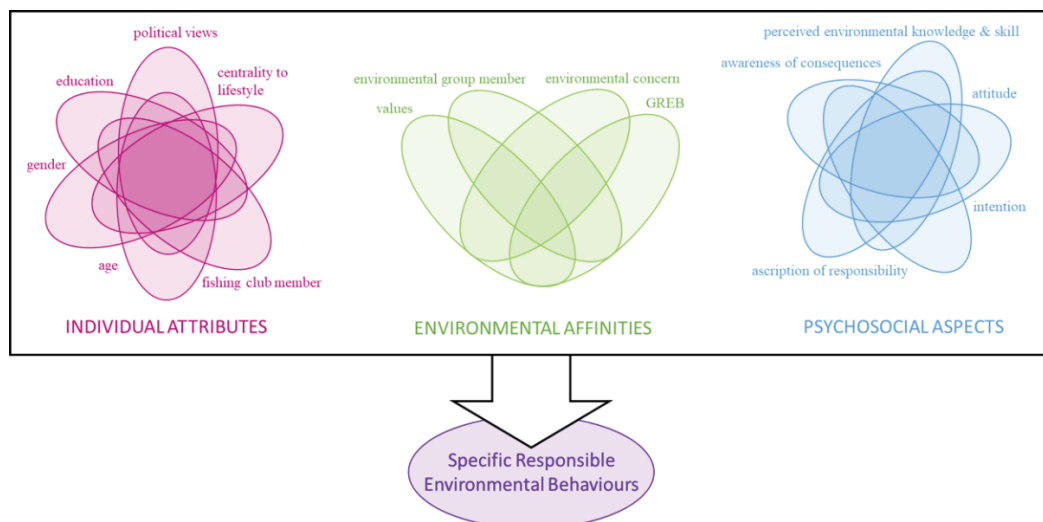 political views
education
centrality to
lifestyle
gender
age
fishing club member
INDIVIDUAL ATTRIBUTES
environmental group member
environmental concern
values
GREB
ENVIRONMENTAL AFFINITIES
perceived environmental knowledge & skill
awareness of consequences
attitude
intention
ascription of responsibility
PSYCHOSOCIAL ASPECTS
Specific Responsible
Environmental Behaviours